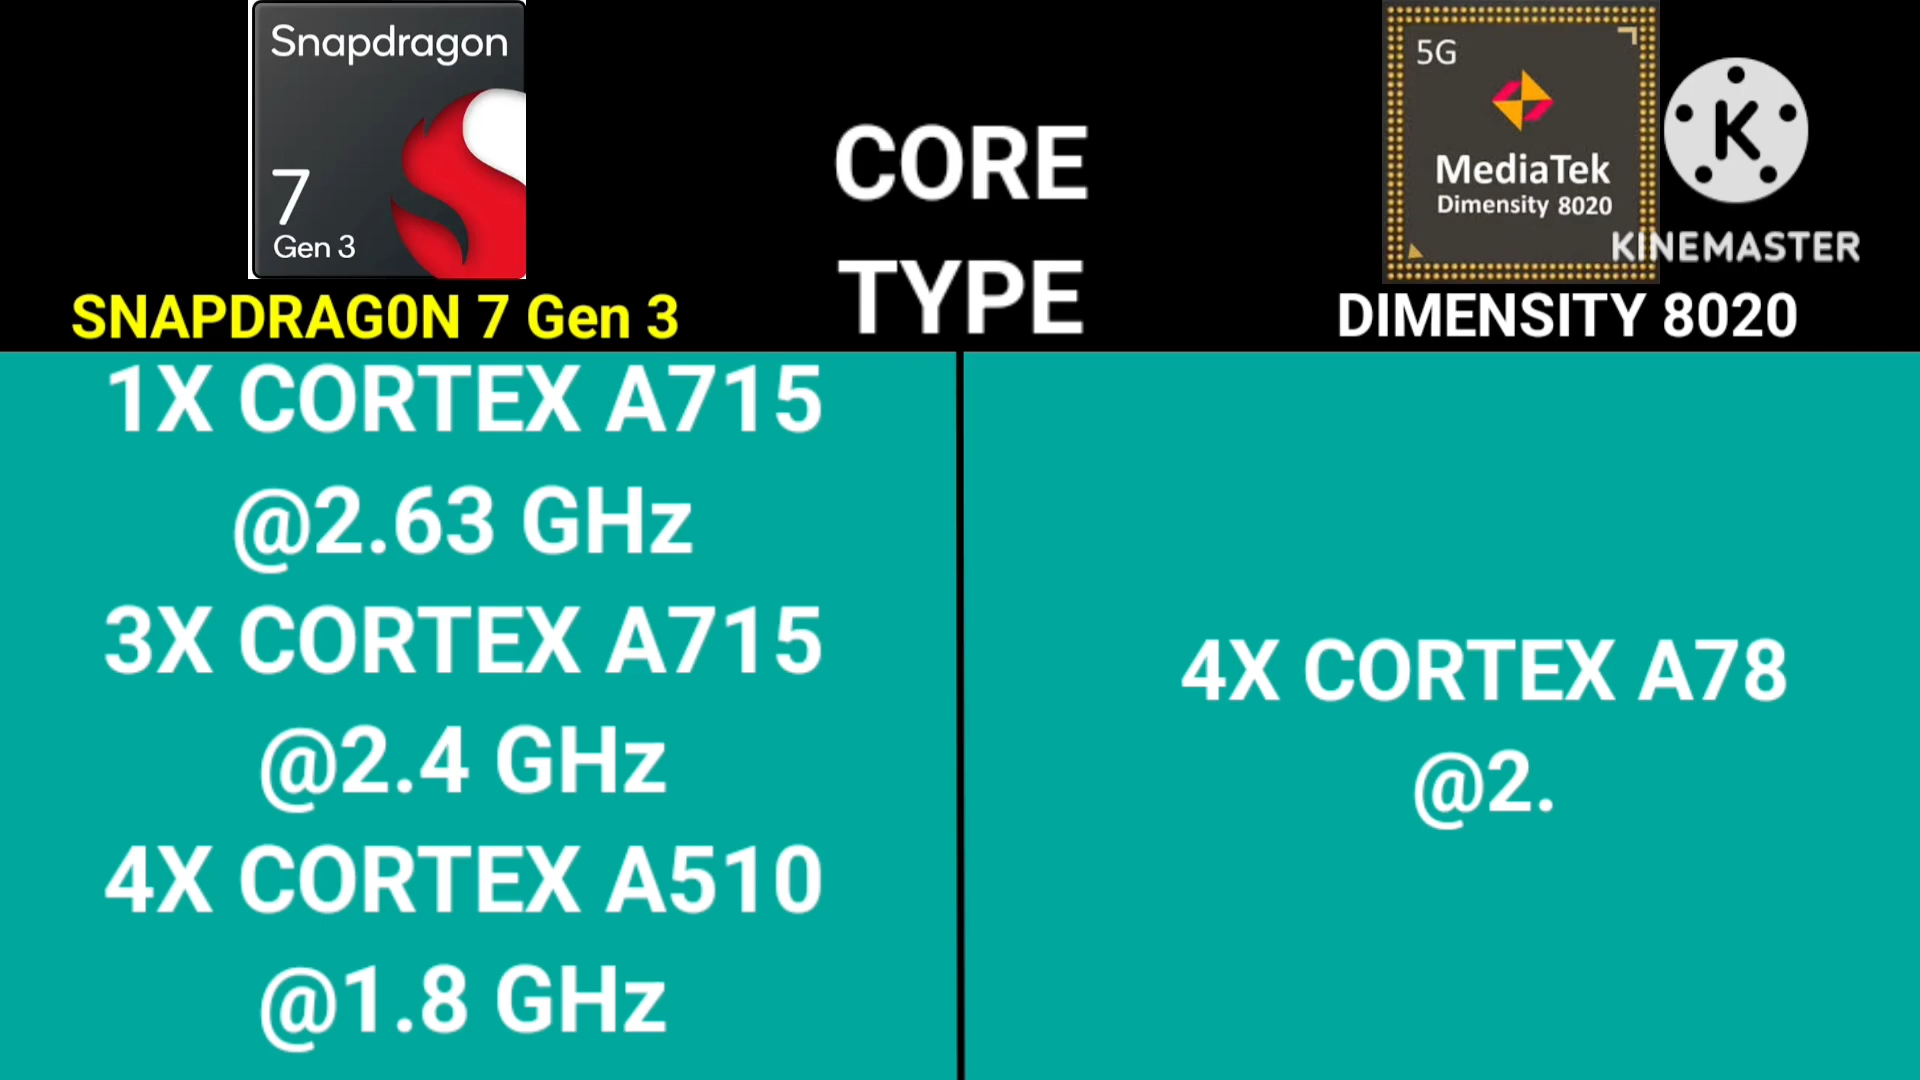 Snapdragon
7
Gen 3
SNAPDRAG0N 7 Gen 3
CORE
TYPE
5G
MediaTek
Dimensity 8020
K
KINEMASTER
DIMENSITY 8020
1X CORTEX A715
@2.63 GHz
3X CORTEX A715
@2.4 GHz
4X CORTEX A510
@1.8 GHz
4X CORTEX A78
@2.